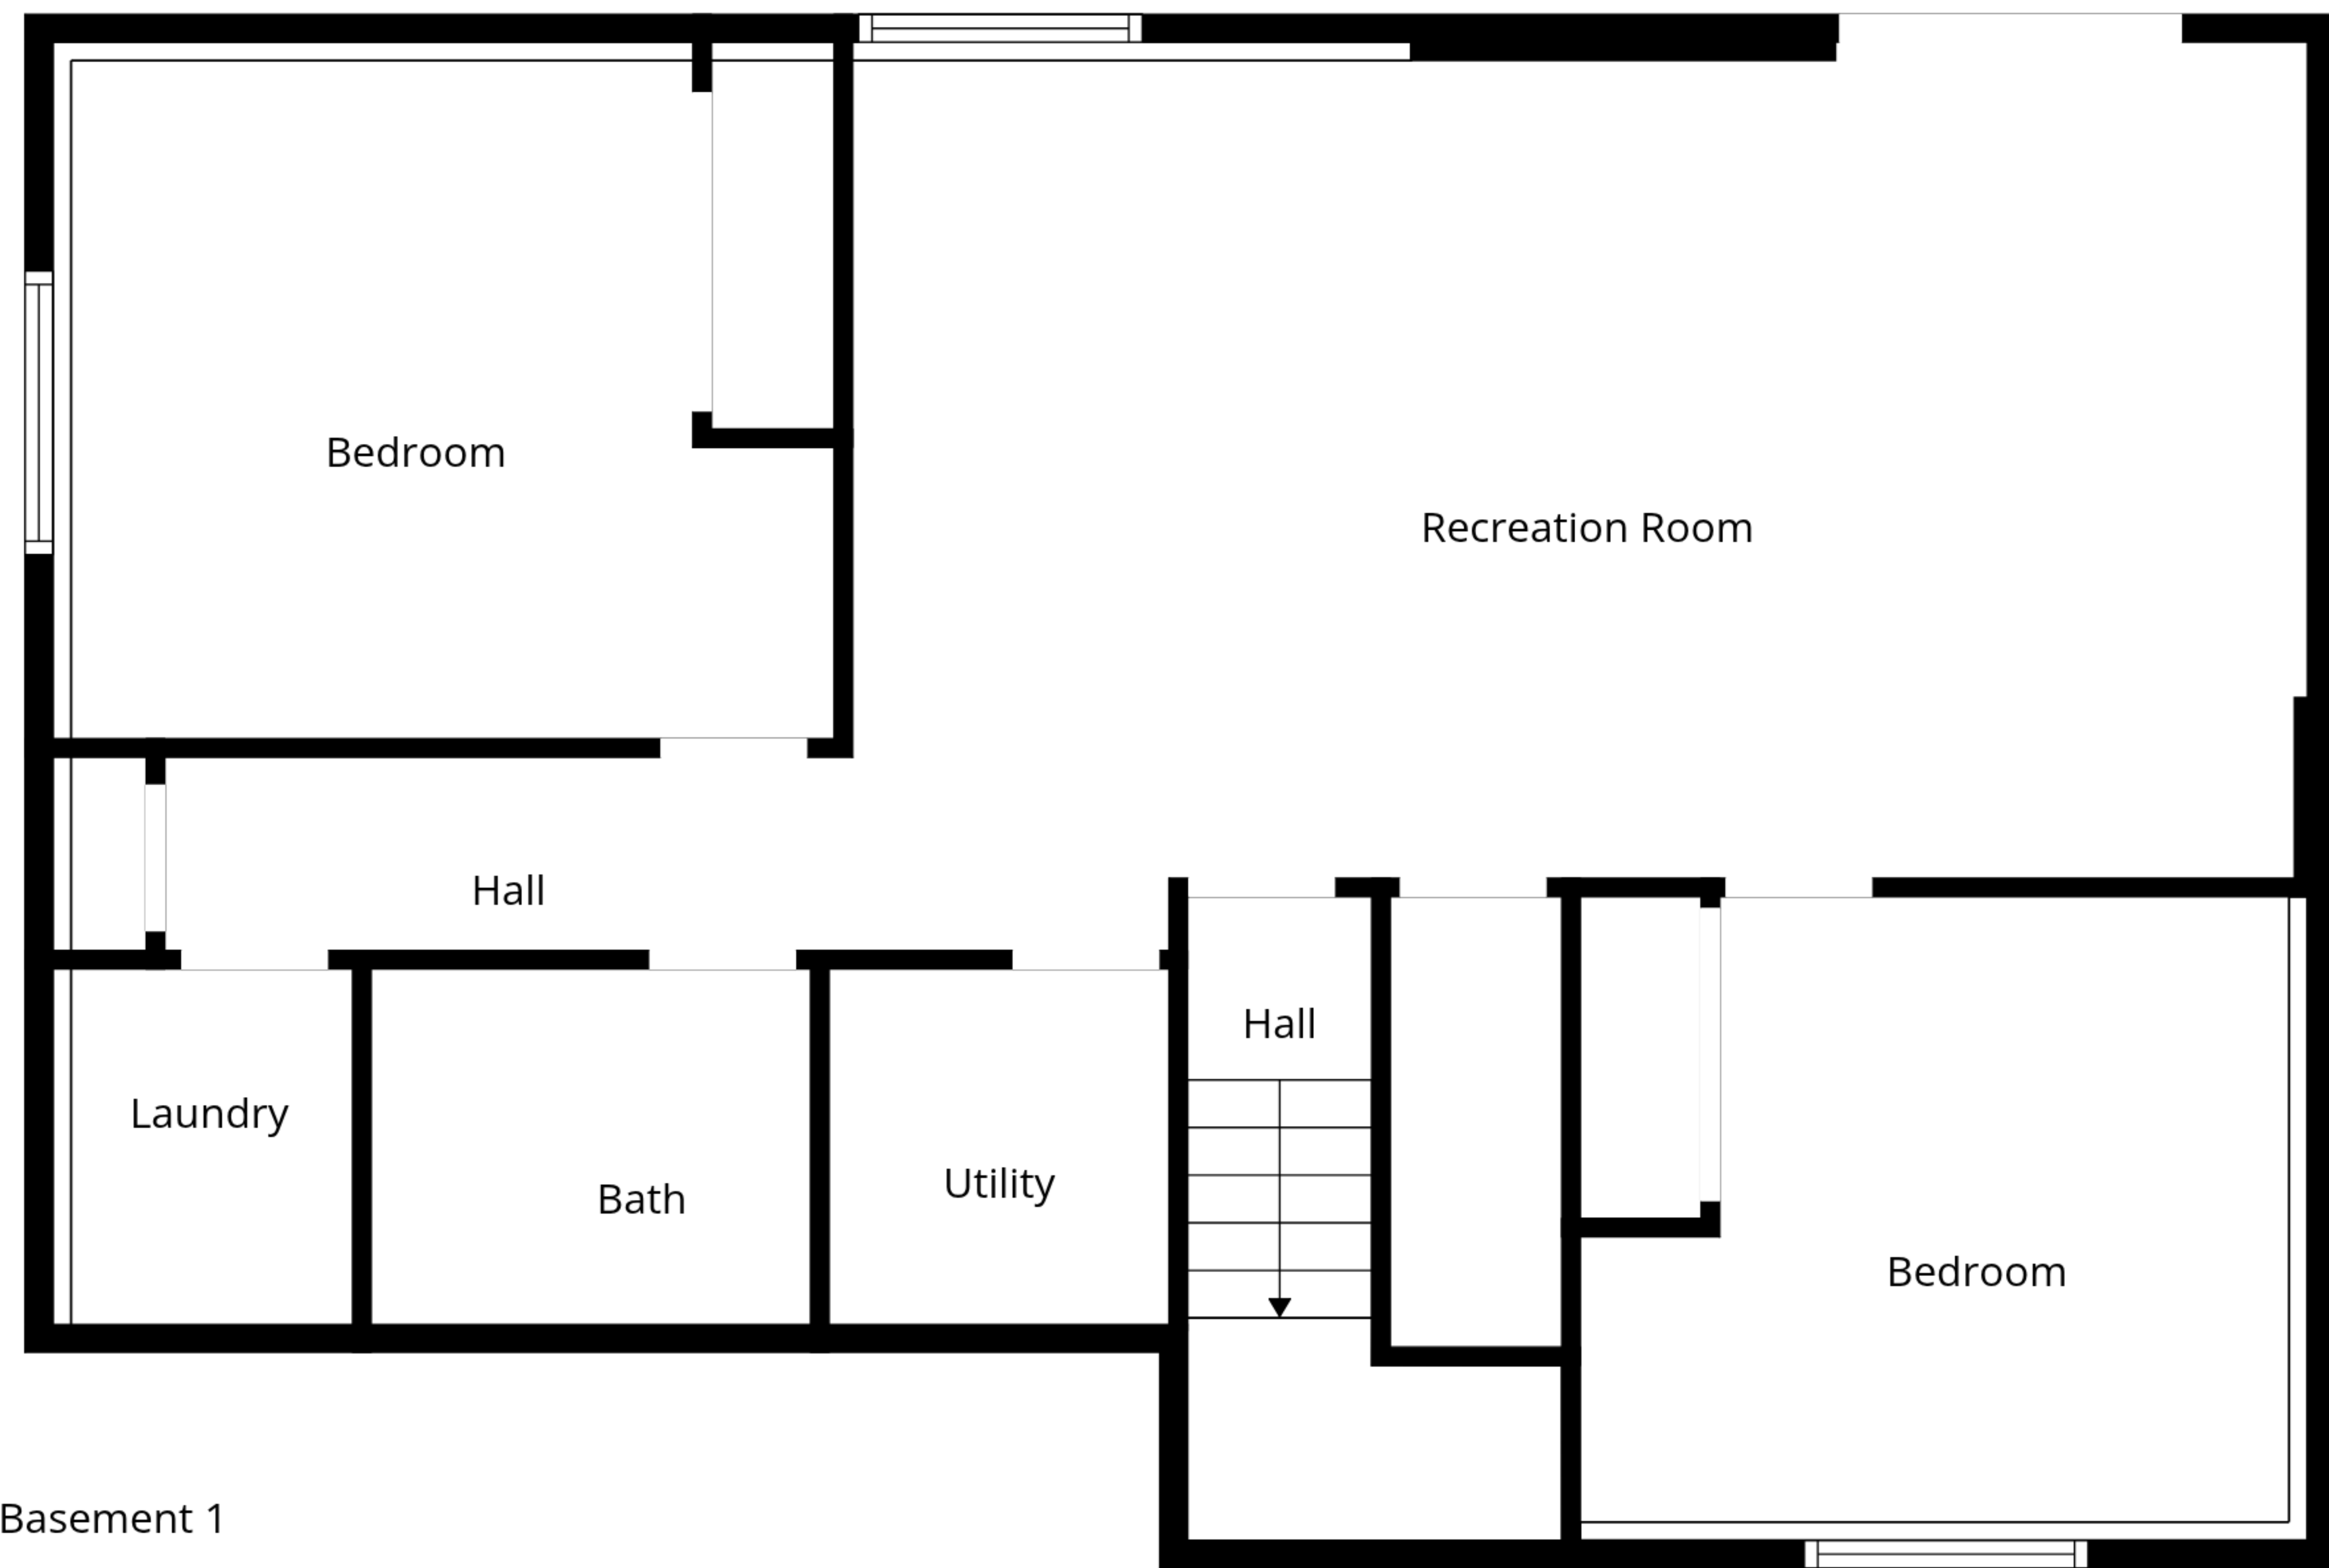 Bedroom
Recreation Room
Hall
Hall
Laundry
Utility
Bath
Bedroom
Basement 1